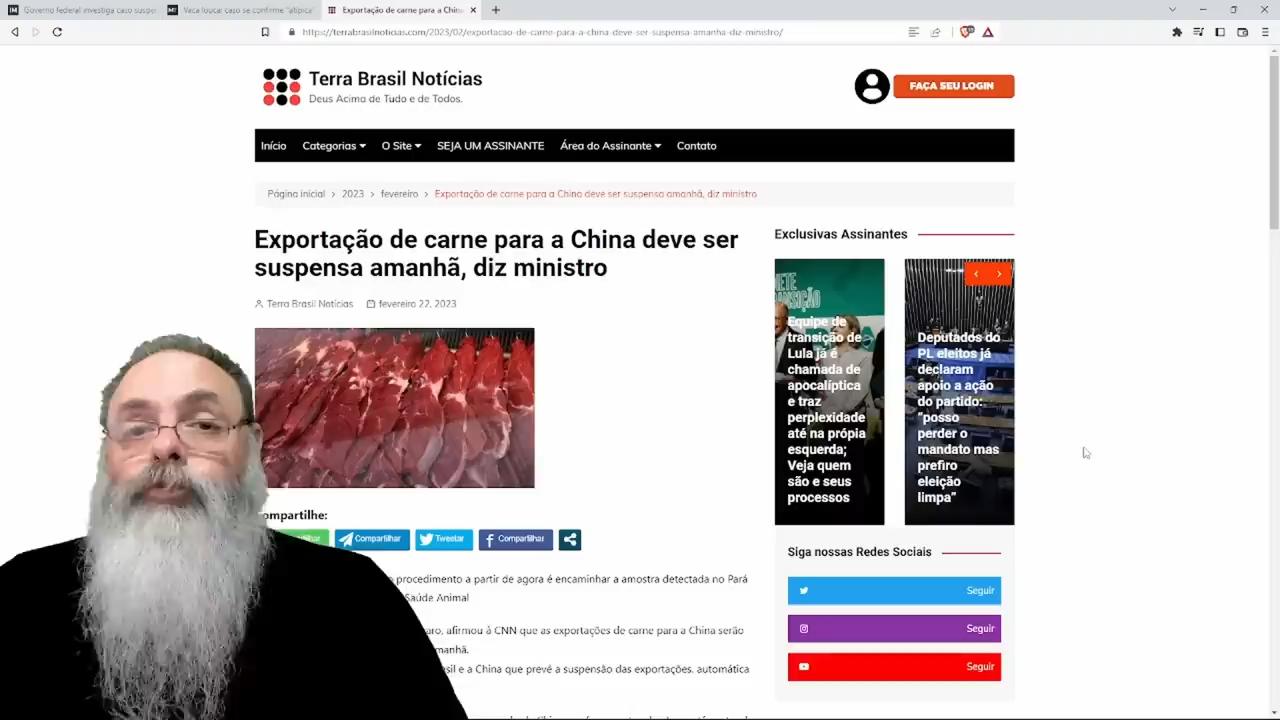 Governo federal investiga caso suspei
Vaca louca: caso se confirme "atípica"
Exportação de carne para a China
https://terrabrasilnoticias.com/2023/02/exportacao-de-carne-para-a-china-deve-ser-suspensa-amanha-diz-ministro/
Terra Brasil Notícias
Deus Acima de Tudo e de Todos.
FAÇA SEU LOGIN
Início Categorias O Site SEJA UM ASSINANTE Área do Assinante Contato
Página inicial > 2023 > fevereiro > Exportação de carne para a China deve ser suspensa amanhã, diz ministro
Exportação de carne para a China deve ser
suspensa amanhã, diz ministro
Terra Brasil Notícias fevereiro 22, 2023
ompartilhe:
Compartilhar Tweetar Compartilhar
procedimento a partir de agora é encaminhar a amostra detectada no Pará
Saúde Animal
aro, afirmou à CNN que as exportações de carne para a China serão
manhã.
sil e a China que prevê a suspensão das exportações, automática
Exclusivas Assinantes
NETE
NSIÇÃO
Equipe de
transição de
Lula já é
chamada de
apocalíptica
e traz
perplexidade
até na própia
esquerda;
Veja quem
são e seus
processos
Deputados do
PL eleitos já
declaram
apoio a ação
do partido:
"posso
perder o
mandato mas
prefiro
eleição
limpa"
Siga nossas Redes Sociais
Seguir
Seguir
Seguir